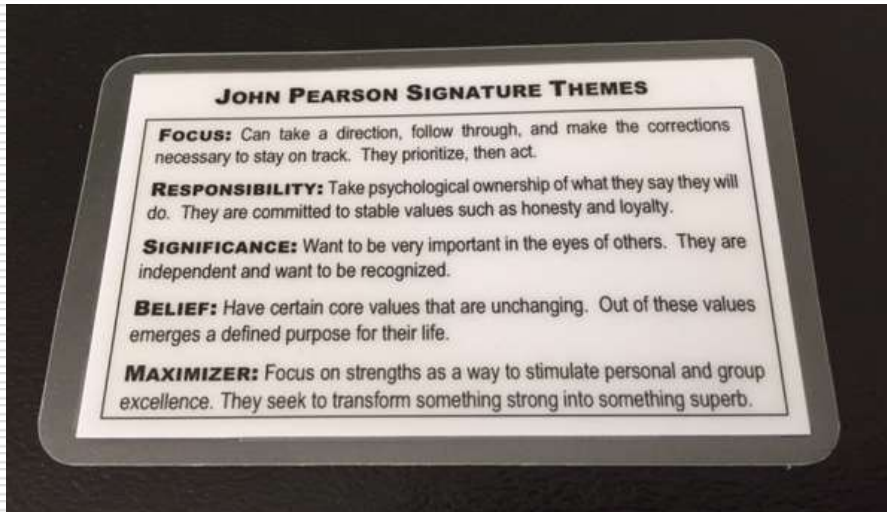 JOHN PEARSON SIGNATURE THEMES
FOCUS: Can take a direction, follow through, and make the corrections
necessary to stay on track. They prioritize, then act.
RESPONSIBILITY: Take psychological ownership of what they say they will
do. They are committed to stable values such as honesty and loyalty.
SIGNIFICANCE: Want to be very important in the eyes of others. They are
independent and want to be recognized.
BELIEF: Have certain core values that are unchanging. Out of these values
emerges a defined purpose for their life.
MAXIMIZER: Focus on strengths as a way to stimulate personal and group
excellence. They seek to transform something strong into something superb.